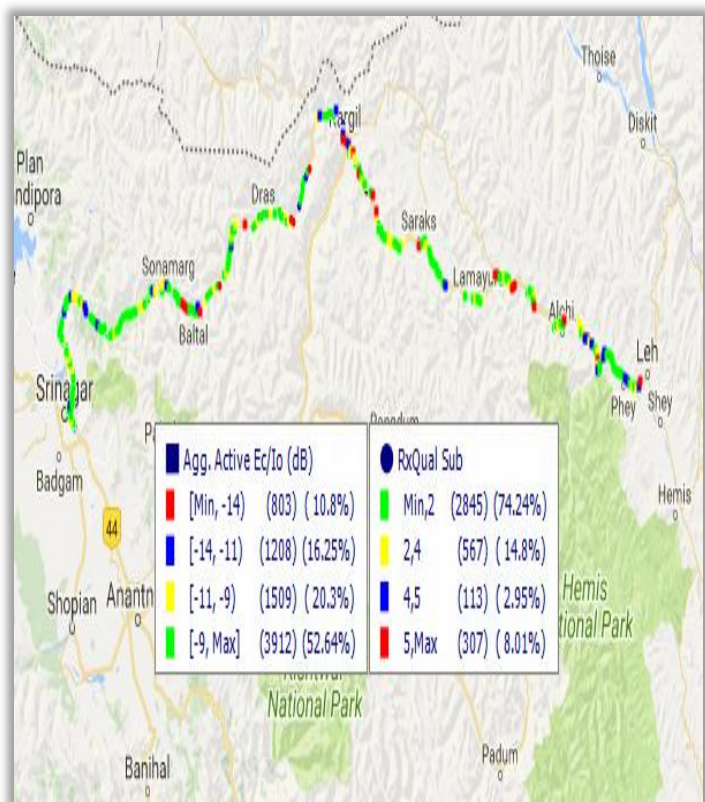 Thoise
Diskit
Plan
ndipora
Kargil
Dras
Saraks
Sonamarg
Lamayur
Baltal
Alchi
Leh
Srinagar
Phey
Shey
Badgam
Hemis
44
Shopian
Anantn
Agg. Active Ec/Io (dB)
[Min, -14) (803) ( 10.8%)
[-14, -11) (1208) (16.25%)
[-11, -9) (1509) ( 20.3%)
[-9, Max] (3912) (52.64%)
RxQual Sub
Min,2 (2845) (74.24%)
2,4 (567) ( 14.8%)
4,5 (113) ( 2.95%)
5,Max (307) ( 8.01%)
Hemis
tional Park
National Park
Padum
Banihal